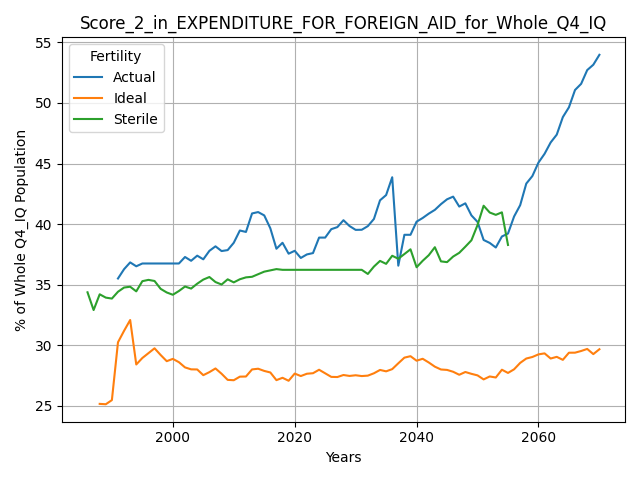 Score_2_in_EXPENDITURE_FOR_FOREIGN_AID_for_Whole_Q4_IQ
55
50
45
40
35
30
25
% of Whole Q4_IQ Population
Fertility
Actual
Ideal
Sterile
2000 2020 2040 2060
Years